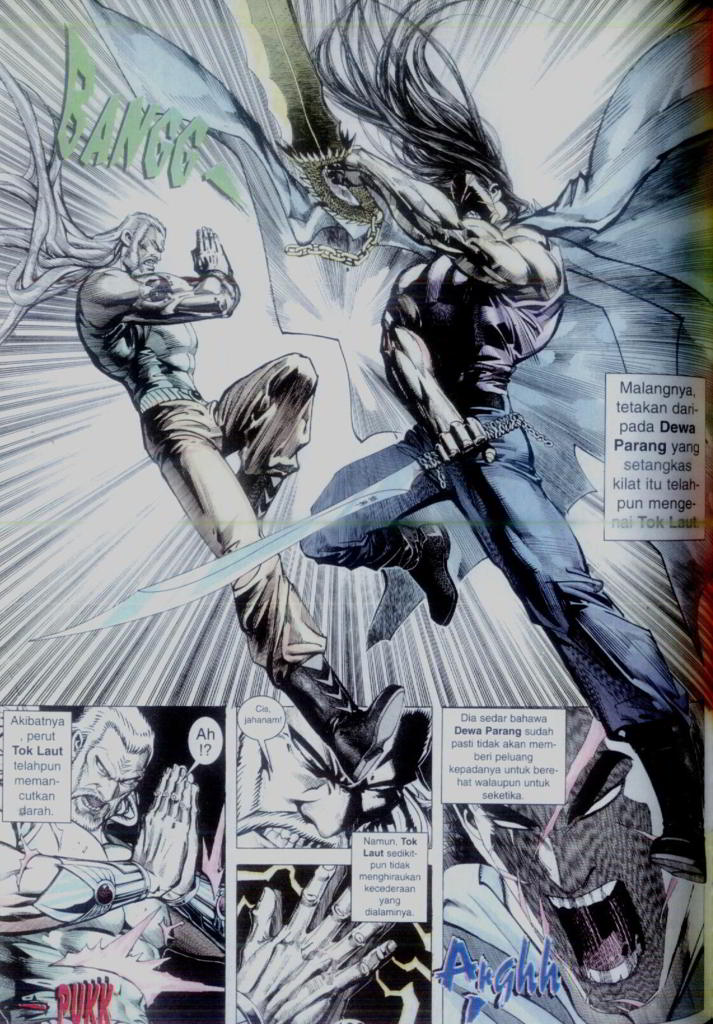 BANGG
Malangnya,
tetakan dari-
pada Dewa
Parang yang
setangkas
kilat itu telah-
pun menge-
nai Tok Laut
Akibatnya
, perut
Tok Laut
telahpun
meman-
cutkan
darah.
Ah
!?
PUKK
Cis,
jahanam!
Namun, Tok
Laut sedikit-
pun tidak
menghiraukan
kecederaan
yang
dialaminya.
Dia sedar bahawa
Dewa Parang sudah
pasti tidak akan mem-
beri peluang
kepadanya untuk bere-
hat walaupun untuk
seketika.
Arghh
!